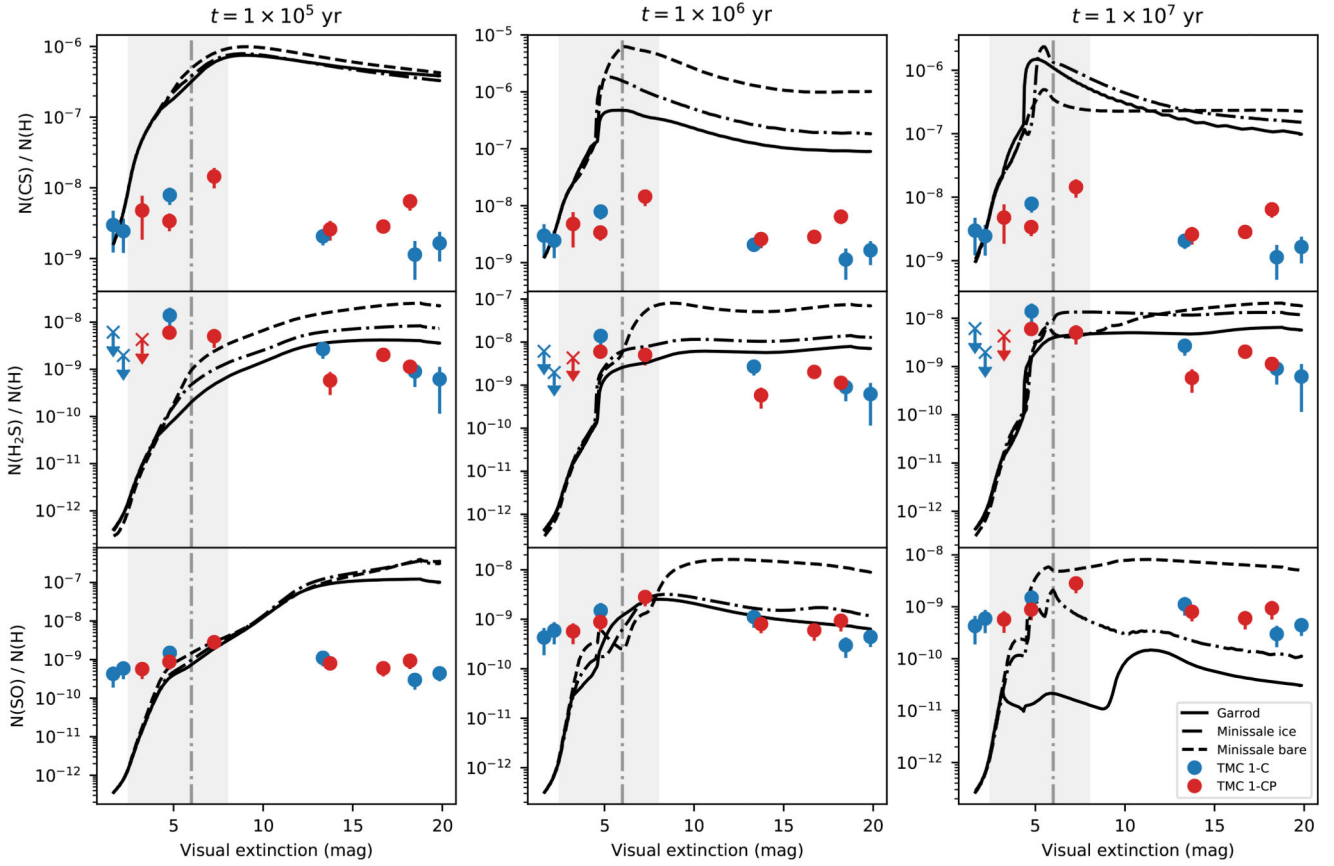 t = 1 × 10⁵ yr
t = 1 × 10⁶ yr
t = 1 × 10⁷ yr
N(CS) / N(H)
10⁻⁶
10⁻⁷
10⁻⁸
10⁻⁹
10⁻⁵
10⁻⁶
10⁻⁷
10⁻⁸
10⁻⁹
10⁻⁶
10⁻⁷
10⁻⁸
10⁻⁹
N(H₂S) / N(H)
10⁻⁸
10⁻⁹
10⁻¹⁰
10⁻¹¹
10⁻¹²
10⁻⁷
10⁻⁸
10⁻⁹
10⁻¹⁰
10⁻¹¹
10⁻¹²
10⁻⁸
10⁻⁹
10⁻¹⁰
10⁻¹¹
10⁻¹²
N(SO) / N(H)
10⁻⁷
10⁻⁸
10⁻⁹
10⁻¹⁰
10⁻¹¹
10⁻¹²
10⁻⁷
10⁻⁸
10⁻⁹
10⁻¹⁰
10⁻¹¹
10⁻¹²
10⁻⁸
10⁻⁹
10⁻¹⁰
10⁻¹¹
10⁻¹²
Garrod
Minissale ice
Minissale bare
TMC 1-C
TMC 1-CP
5 10 15 20
5 10 15 20
5 10 15 20
Visual extinction (mag)
Visual extinction (mag)
Visual extinction (mag)